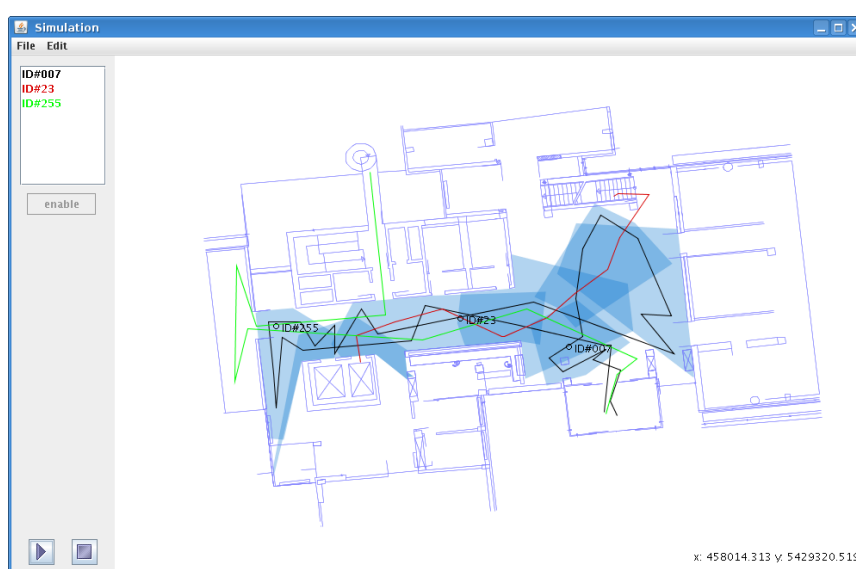 Simulation
File Edit
ID#007
ID#23
ID#255
enable
ID#255
ID#23
ID#007
x: 458014.313 y: 5429320.519